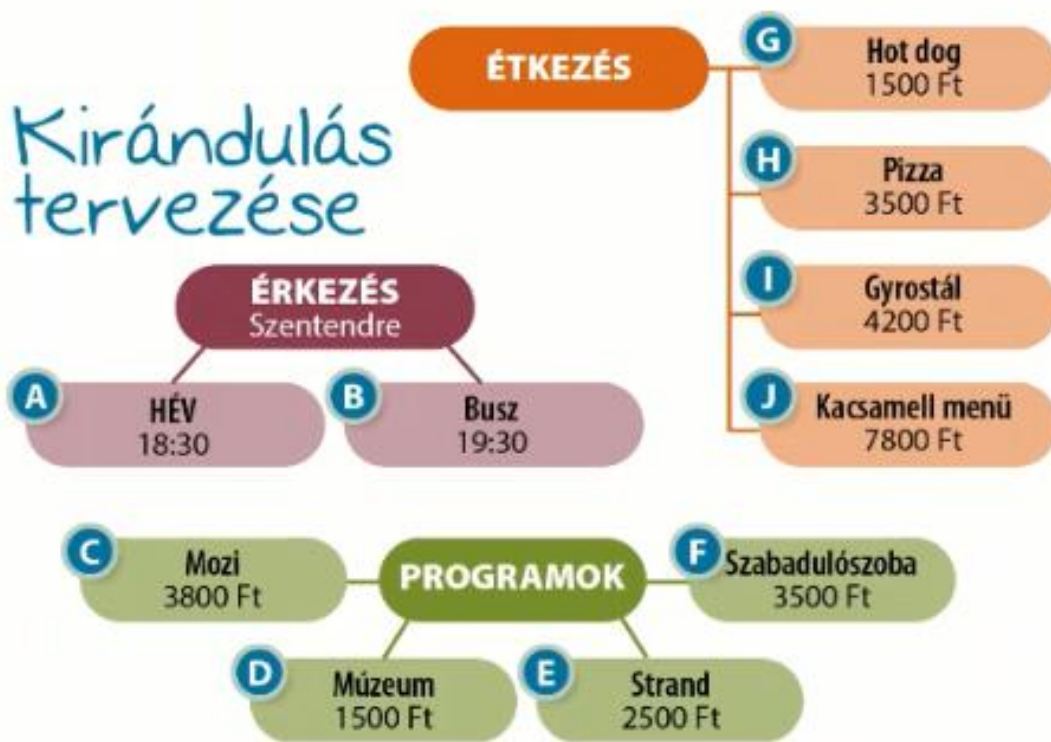 Kirándulás
tervezése
ÉTKEZÉS
G
Hot dog
1500 Ft
H
Pizza
3500 Ft
I
Gyrostál
4200 Ft
J
Kacsamell menü
7800 Ft
ÉRKEZÉS
Szentendre
A
HÉV
18:30
B
Busz
19:30
PROGRAMOK
C
Mozi
3800 Ft
D
Múzeum
1500 Ft
E
Strand
2500 Ft
F
Szabadulószoba
3500 Ft